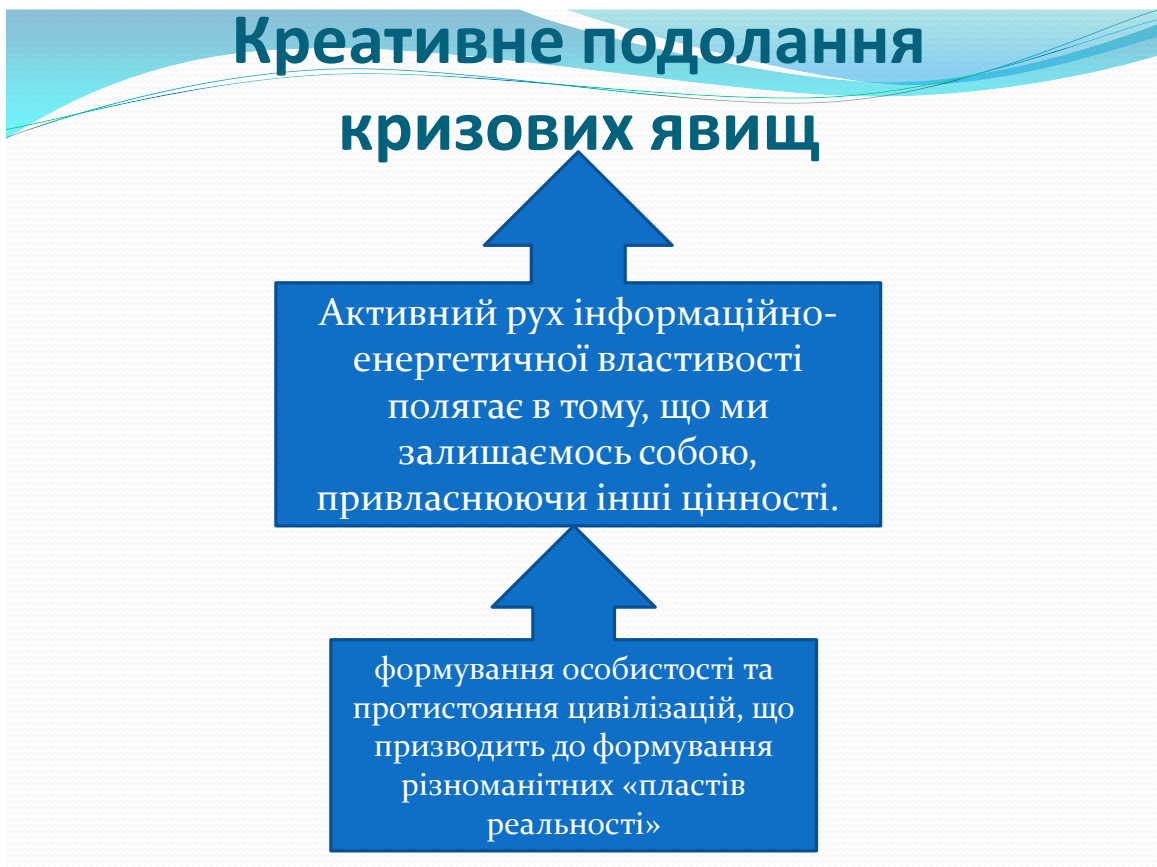 Креативне подолання
кризових явищ
Активний рух інформаційно-
енергетичної властивості
полягає в тому, що ми
залишаємось собою,
привласнюючи інші цінності.
формування особистості та
протистояння цивілізацій, що
призводить до формування
різноманітних «пластів
реальності»